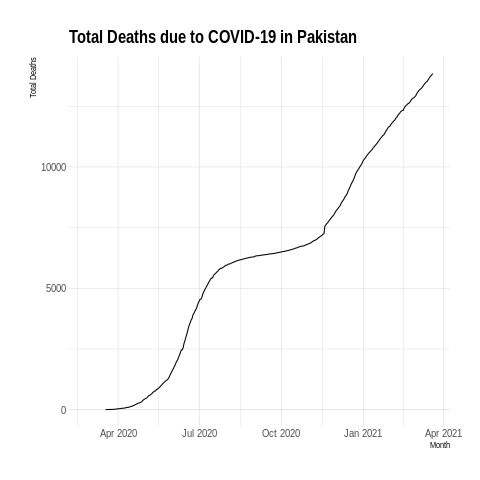 Total Deaths due to COVID-19 in Pakistan
Total Deaths
10000
5000
0
Apr 2020 Jul 2020 Oct 2020 Jan 2021 Apr 2021
Month